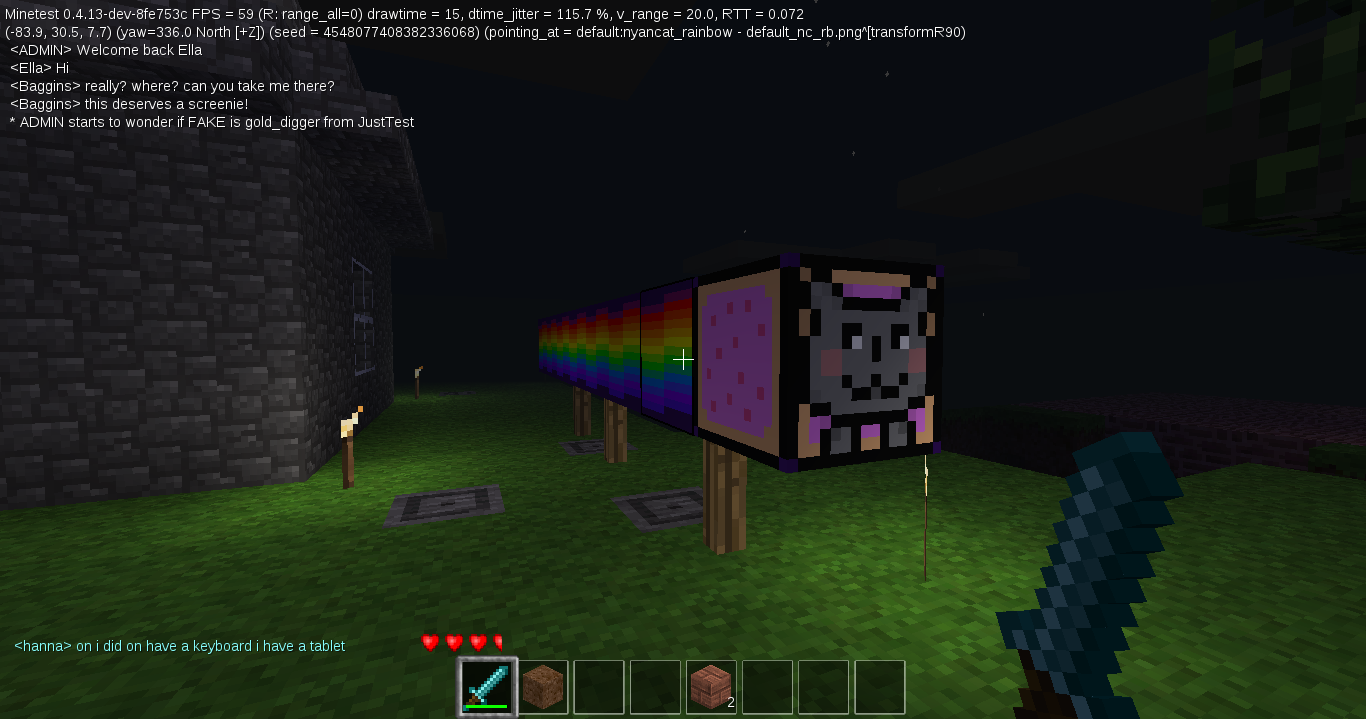 Minetest 0.4.13-dev-8fe753c FPS = 59 (R: range_all=0) drawtime = 15, dtime_jitter = 115.7 %, v_range = 20.0, RTT = 0.072
(-83.9, 30.5, 7.7) (yaw=336.0 North [+Z]) (seed = 4548077408382336068) (pointing_at = default:nyancat_rainbow - default_nc_rb.png^[transformR90)
<ADMIN> Welcome back Ella
<Ella> Hi
<Baggins> really? where? can you take me there?
<Baggins> this deserves a screenie!
* ADMIN starts to wonder if FAKE is gold_digger from JustTest
<hanna> on i did on have a keyboard i have a tablet
2